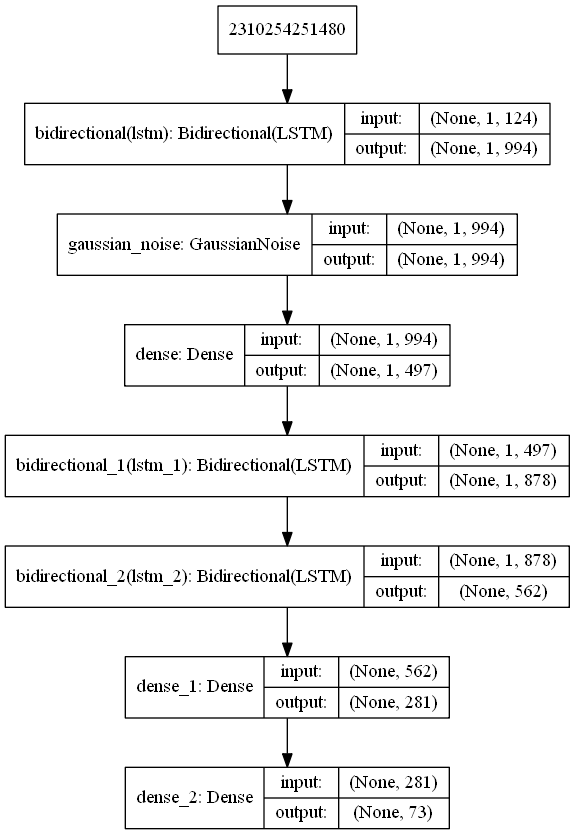 2310254251480
bidirectional(lstm): Bidirectional(LSTM)
input: (None, 1, 124)
output: (None, 1, 994)
gaussian_noise: GaussianNoise
input: (None, 1, 994)
output: (None, 1, 994)
dense: Dense
input: (None, 1, 994)
output: (None, 1, 497)
bidirectional_1(lstm_1): Bidirectional(LSTM)
input: (None, 1, 497)
output: (None, 1, 878)
bidirectional_2(lstm_2): Bidirectional(LSTM)
input: (None, 1, 878)
output: (None, 562)
dense_1: Dense
input: (None, 562)
output: (None, 281)
dense_2: Dense
input: (None, 281)
output: (None, 73)